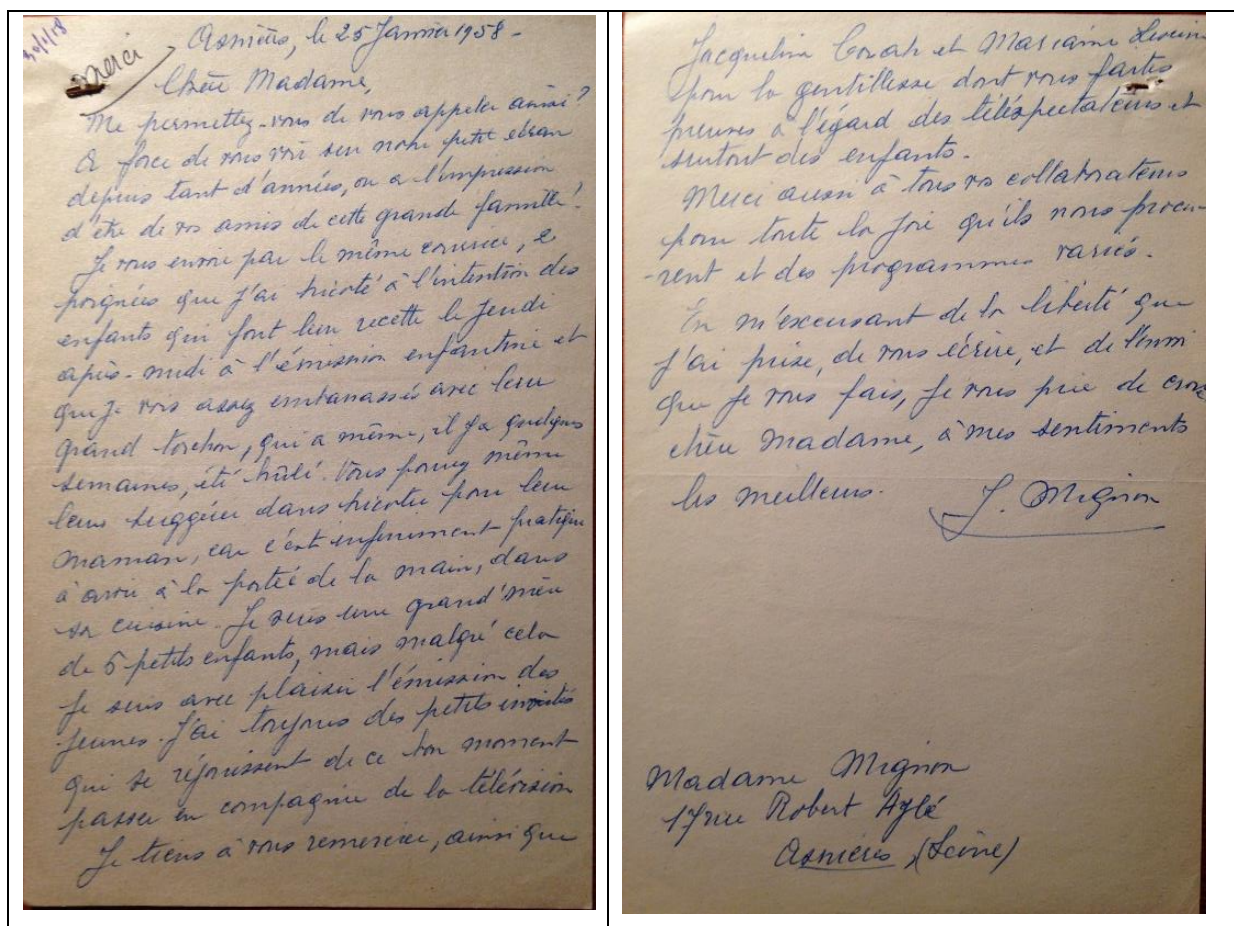 merci
Asnières, le 25 Janvier 1958 -
Chère Madame,
Me permettez-vous de vous appeler ainsi?
A force de vous voir sur notre petit écran
depuis tant d'années, on a l'impression
d'être de vos amis de cette grande famille!
Je vous envoie par le même courrier, 2
poignées que j'ai tricoté à l'intention des
enfants qui font leur recette le Jeudi
après-midi à l'émission enfantine et
que je vois assez embarrassés avec leur
grand torchon, qui a même, il y a quelques
semaines, été brûlé. Vous pouvez même
leur suggérer tricoter pour leur
maman, car c'est infiniment pratique
à avoir à la portée de la main, dans
sa cuisine. Je suis une grand'mère
de 5 petits enfants, mais malgré cela
je suis avec plaisir l'émission des
jeunes. J'ai toujours des petits invités
qui se réjouissent de ce bon moment
passer en compagnie de la télévision
Je tiens à vous remercier, ainsi que
Jacqueline et
pour la gentillesse dont vous faites
preuves à l'égard des téléspectateurs et
surtout des enfants.
Merci aussi à tous vos collaborateurs
pour toute la joie qu'ils nous procu-
-rent et des programmes variés.
En m'excusant de la liberté que
j'ai prise, de vous écrire, et de l'envoi
que je vous fais, je vous prie de croire
chère Madame, à mes sentiments
les meilleurs. J. Mignon
Madame Mignon
17 rue Robert
Asnières, (Seine)